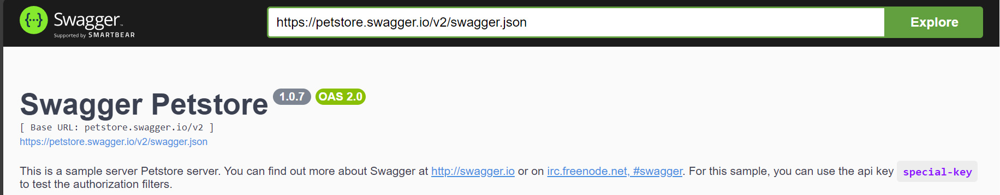 {...} Swagger™
Supported by SMARTBEAR
https://petstore.swagger.io/v2/swagger.json
Explore
Swagger Petstore 1.0.7 OAS 2.0
[ Base URL: petstore.swagger.io/v2 ]
https://petstore.swagger.io/v2/swagger.json
This is a sample server Petstore server. You can find out more about Swagger at http://swagger.io or on irc.freenode.net, #swagger. For this sample, you can use the api key special-key
to test the authorization filters.